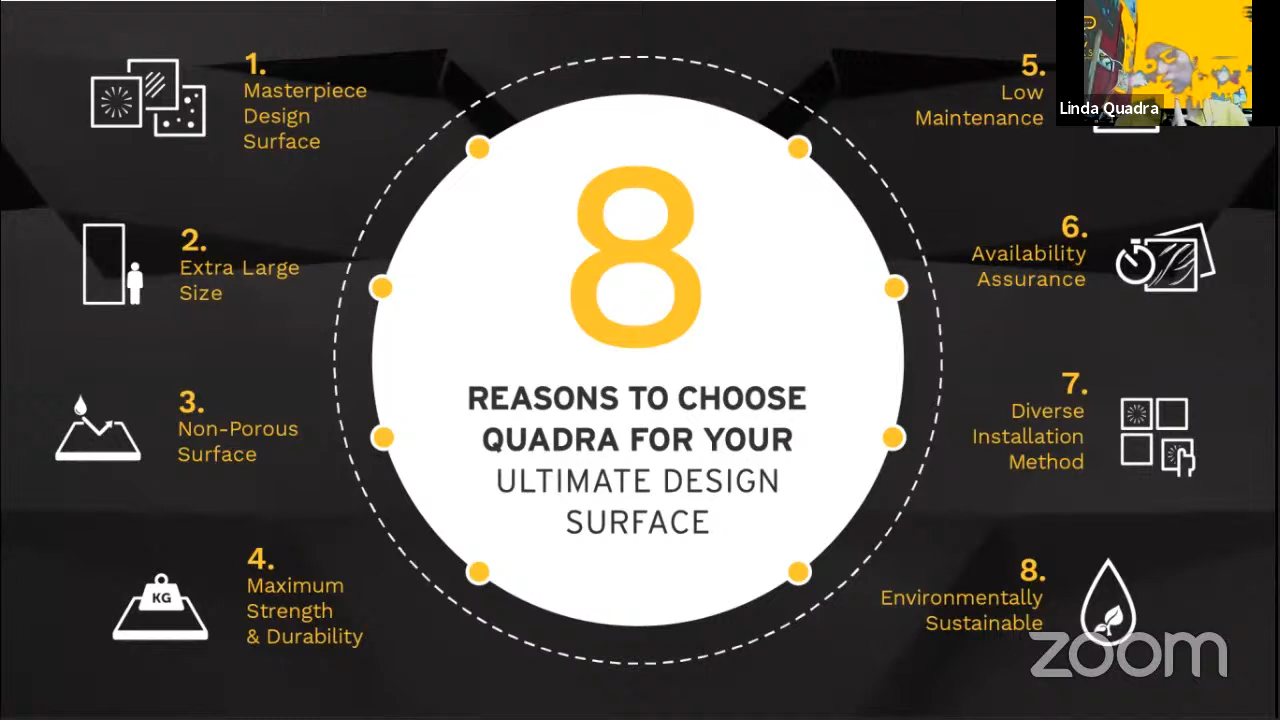 1.
Masterpiece
Design
Surface
2.
Extra Large
Size
3.
Non-Porous
Surface
4.
KG
Maximum
Strength
& Durability
8
REASONS TO CHOOSE
QUADRA FOR YOUR
ULTIMATE DESIGN
SURFACE
5.
Low
Maintenance
Linda Quadra
6.
Availability
Assurance
7.
Diverse
Installation
Method
8.
Environmentally
Sustainable
zoom